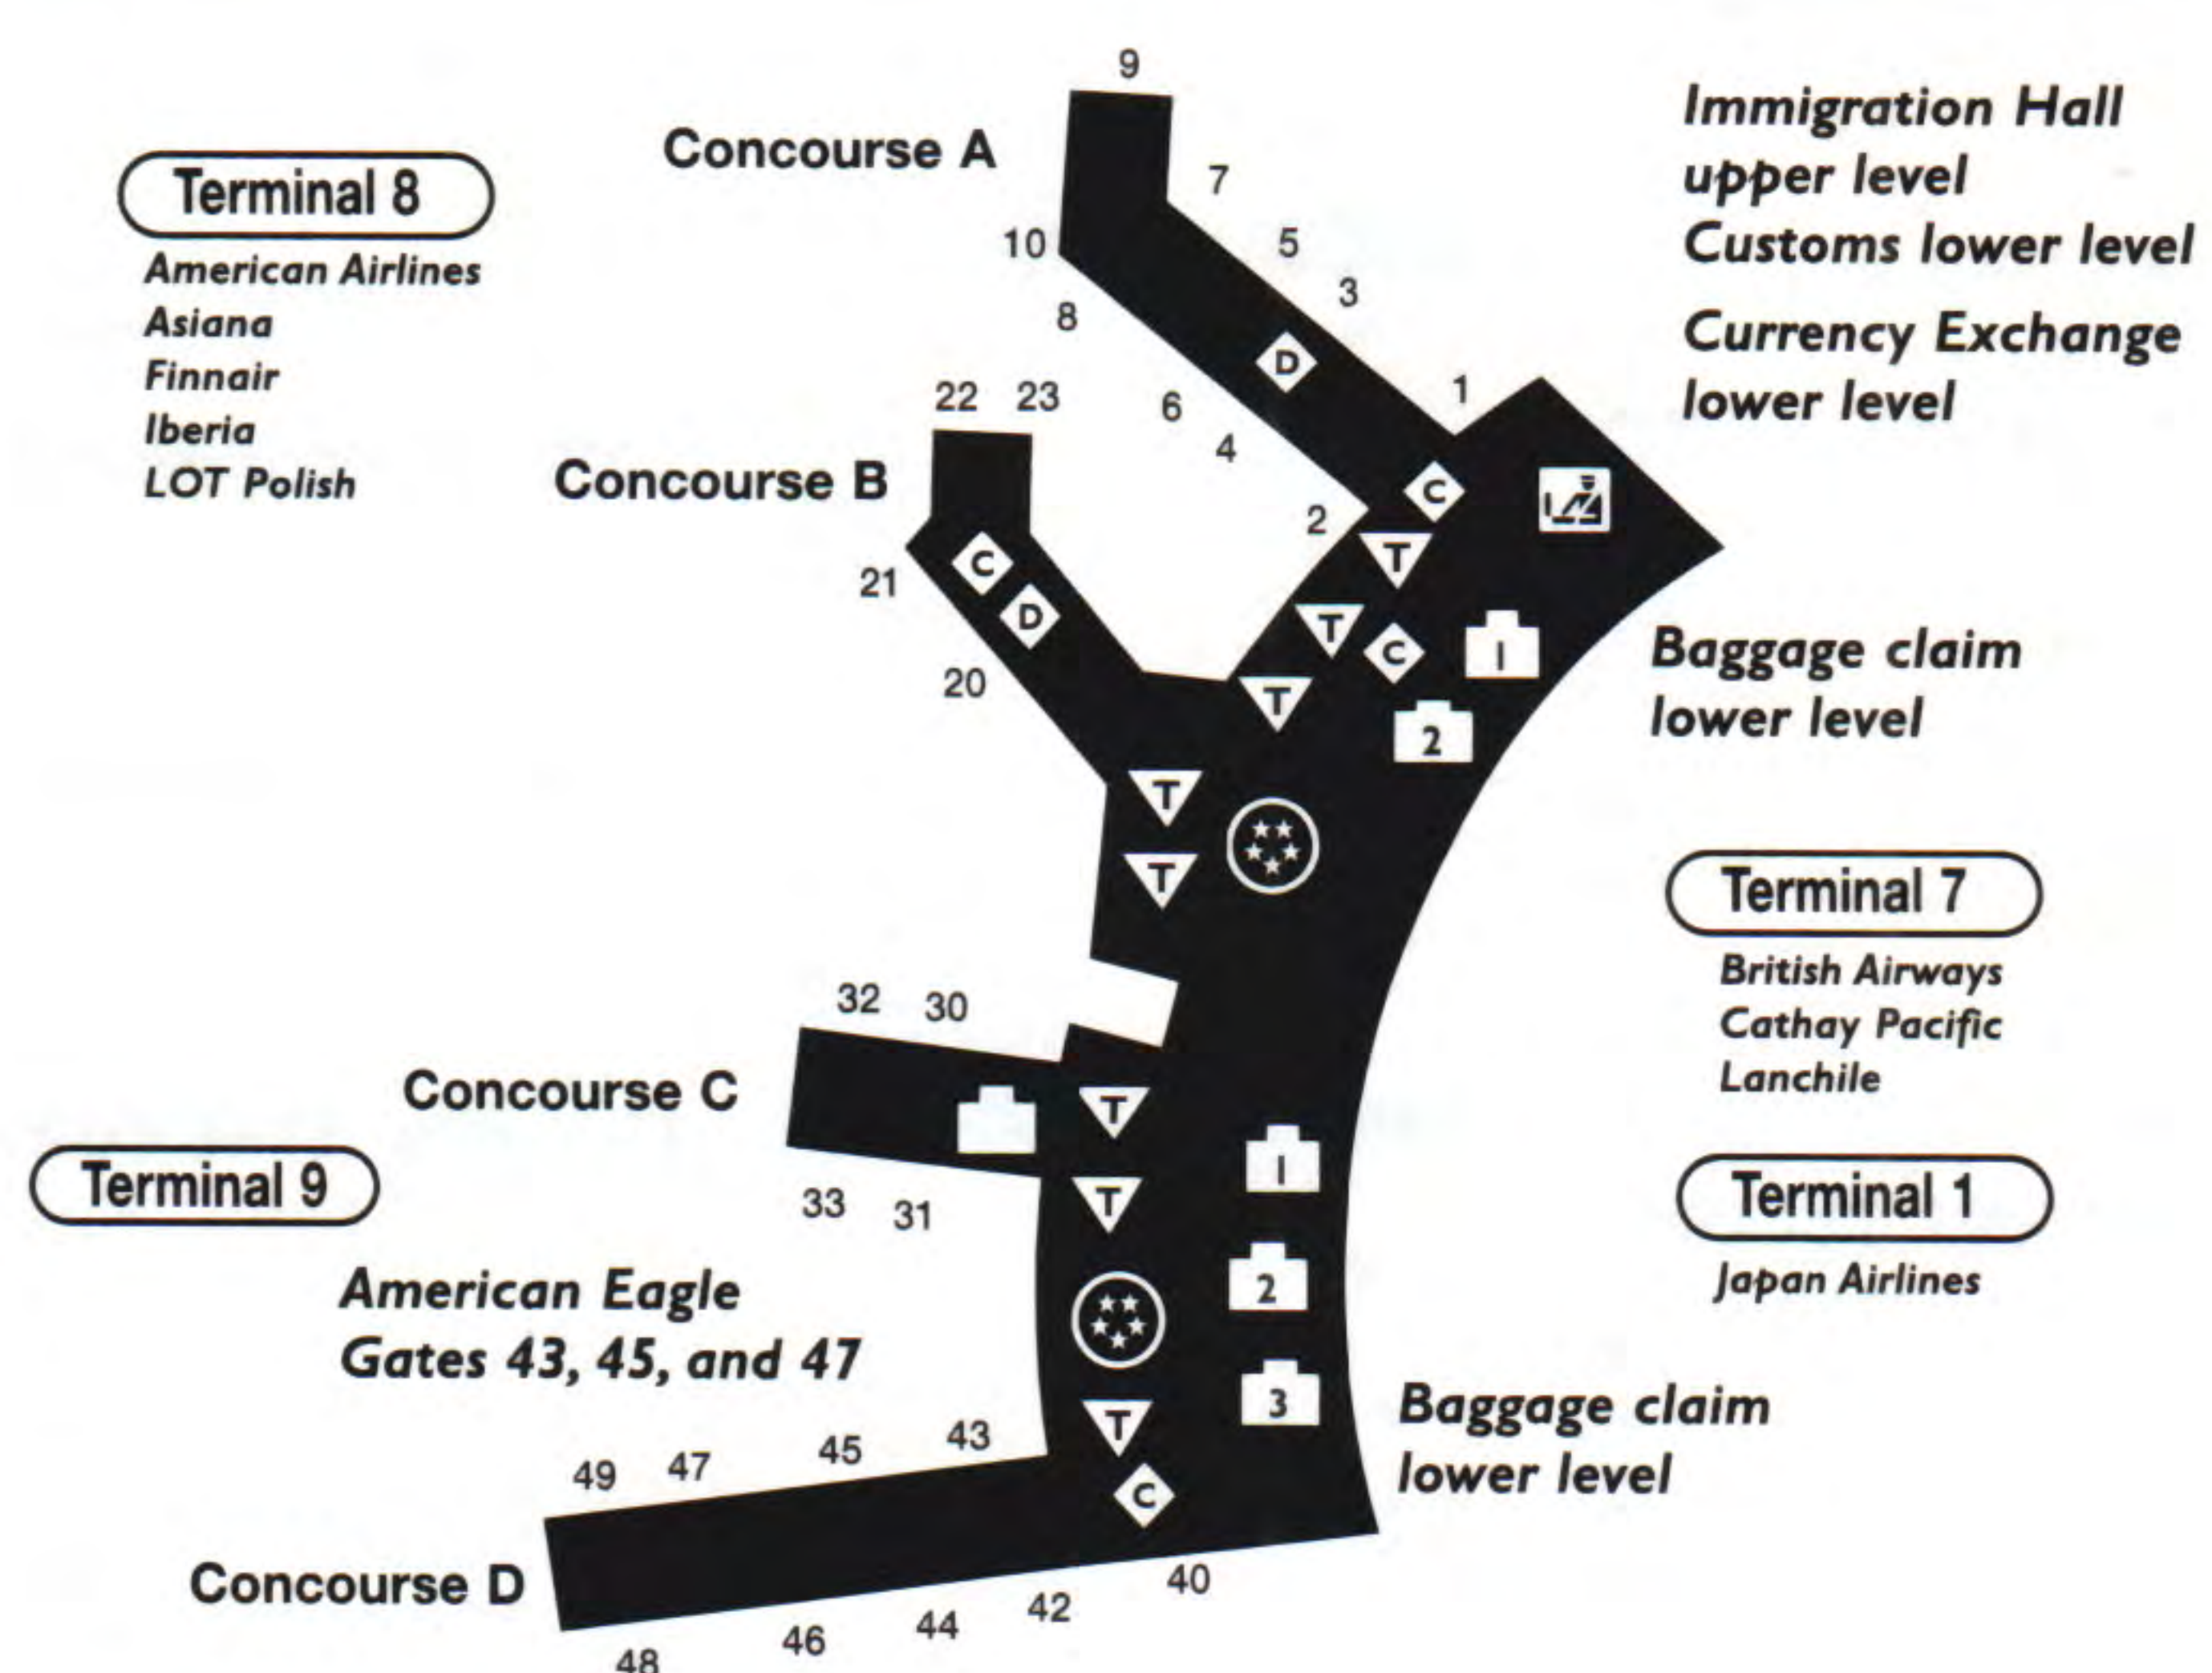 9
Concourse A
Immigration Hall
upper level
Customs lower level
Currency Exchange
lower level
Terminal 8
American Airlines
Asiana
Finnair
Iberia
LOT Polish
7
10
5
3
8
D
1
22 23
6
4
Concourse B
C
2
T
C
21
D
T
C
1
20
T
2
Baggage claim
lower level
T
T
Terminal 7
British Airways
Cathay Pacific
Lanchile
32 30
Concourse C
T
1
Terminal 9
T
33 31
Terminal 1
Japan Airlines
American Eagle
Gates 43, 45, and 47
2
3
Baggage claim
lower level
T
49 47 45 43
C
Concourse D
40
42
44
46
48